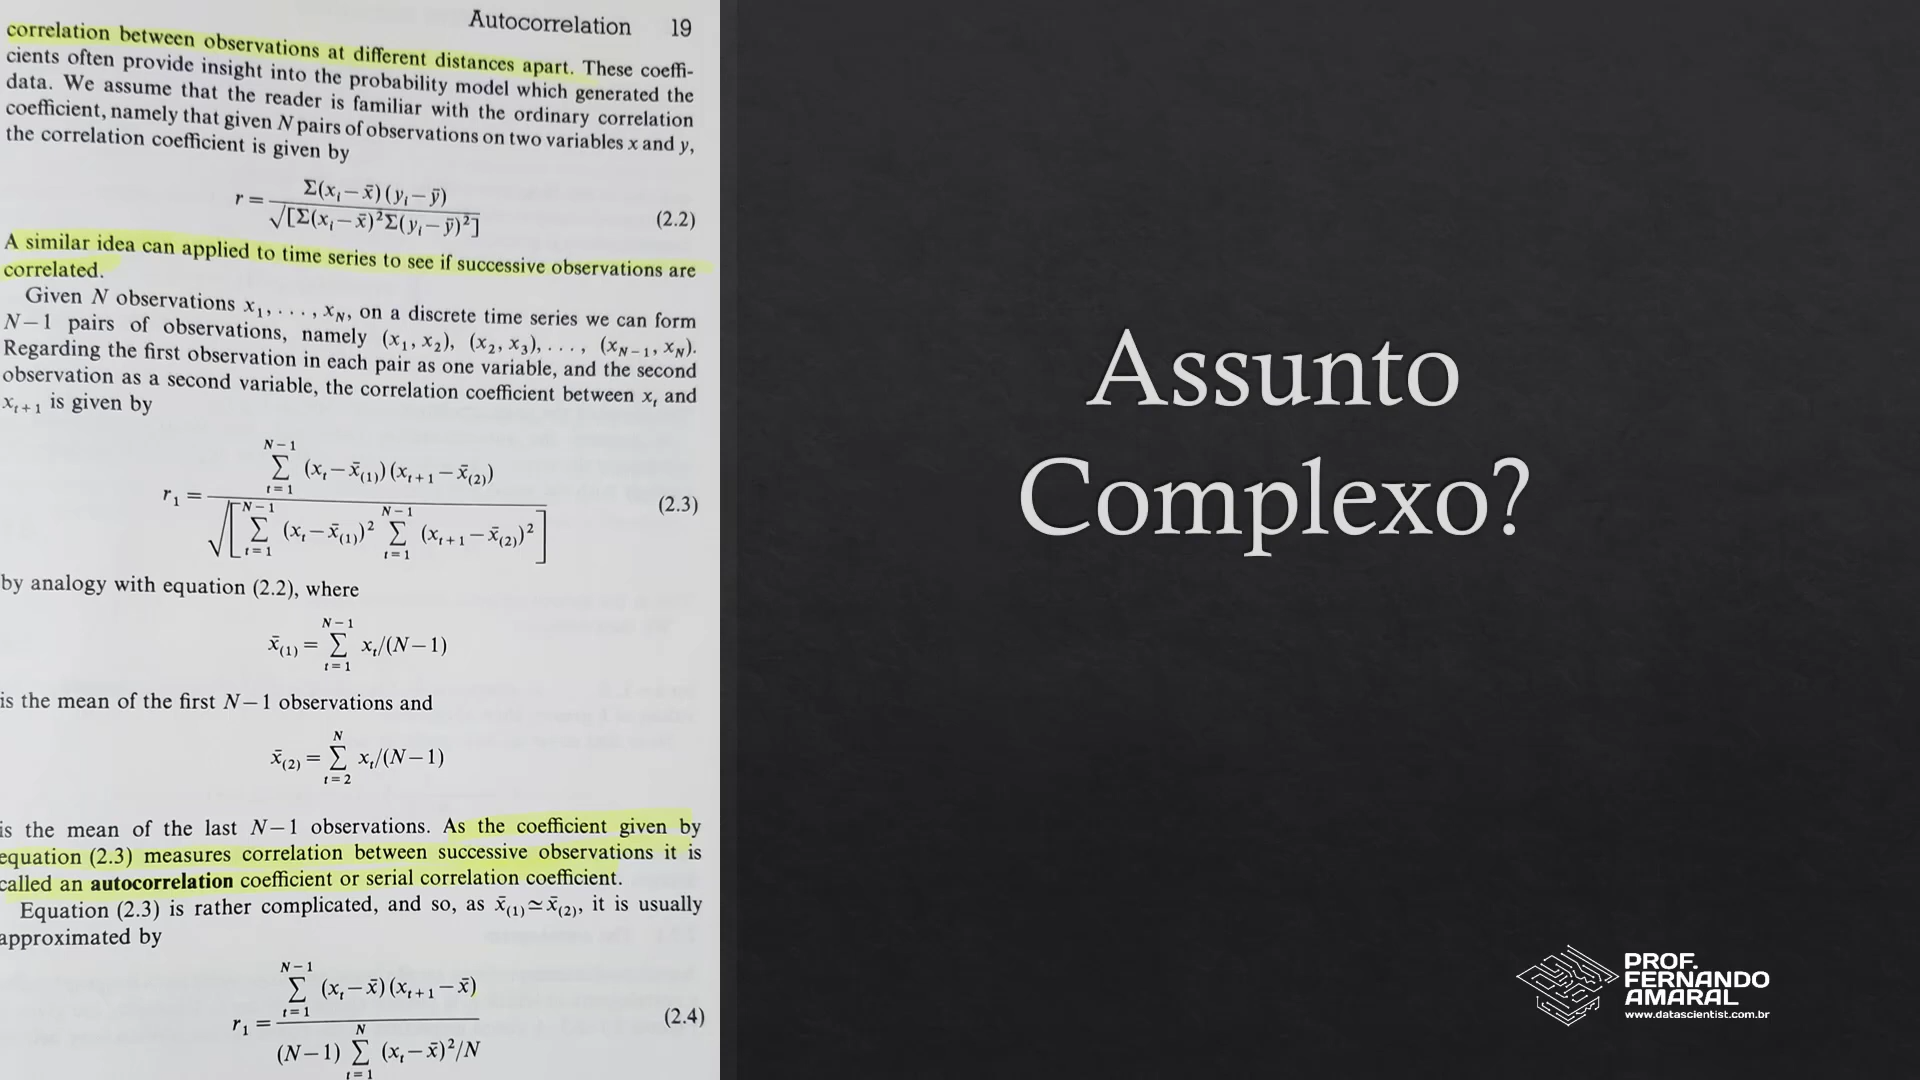 Autocorrelation 19
correlation between observations at different distances apart. These coeffi-
cients often provide insight into the probability model which generated the
data. We assume that the reader is familiar with the ordinary correlation
coefficient, namely that given N pairs of observations on two variables x and y,
the correlation coefficient is given by
r = Σ(xᵢ−x̄)(yᵢ−ȳ) / √[Σ(xᵢ−x̄)²Σ(yᵢ−ȳ)²] (2.2)
A similar idea can applied to time series to see if successive observations are
correlated.
Given N observations x₁, . . . , x_N, on a discrete time series we can form
N−1 pairs of observations, namely (x₁, x₂), (x₂, x₃), . . . , (x_{N−1}, x_N).
Regarding the first observation in each pair as one variable, and the second
observation as a second variable, the correlation coefficient between x_t and
x_{t+1} is given by
r₁ = Σ_{t=1}^{N−1} (x_t−x̄₍₁₎)(x_{t+1}−x̄₍₂₎) / √[Σ_{t=1}^{N−1} (x_t−x̄₍₁₎)² Σ_{t=1}^{N−1} (x_{t+1}−x̄₍₂₎)²] (2.3)
by analogy with equation (2.2), where
x̄₍₁₎ = Σ_{t=1}^{N−1} x_t/(N−1)
is the mean of the first N−1 observations and
x̄₍₂₎ = Σ_{t=2}^{N} x_t/(N−1)
is the mean of the last N−1 observations. As the coefficient given by
equation (2.3) measures correlation between successive observations it is
called an autocorrelation coefficient or serial correlation coefficient.
Equation (2.3) is rather complicated, and so, as x̄₍₁₎≃x̄₍₂₎, it is usually
approximated by
r₁ = Σ_{t=1}^{N−1} (x_t−x̄)(x_{t+1}−x̄) / (N−1) Σ_{t=1}^{N} (x_t−x̄)²/N (2.4)
Assunto
Complexo?
PROF.
FERNANDO
AMARAL
www.datascientist.com.br